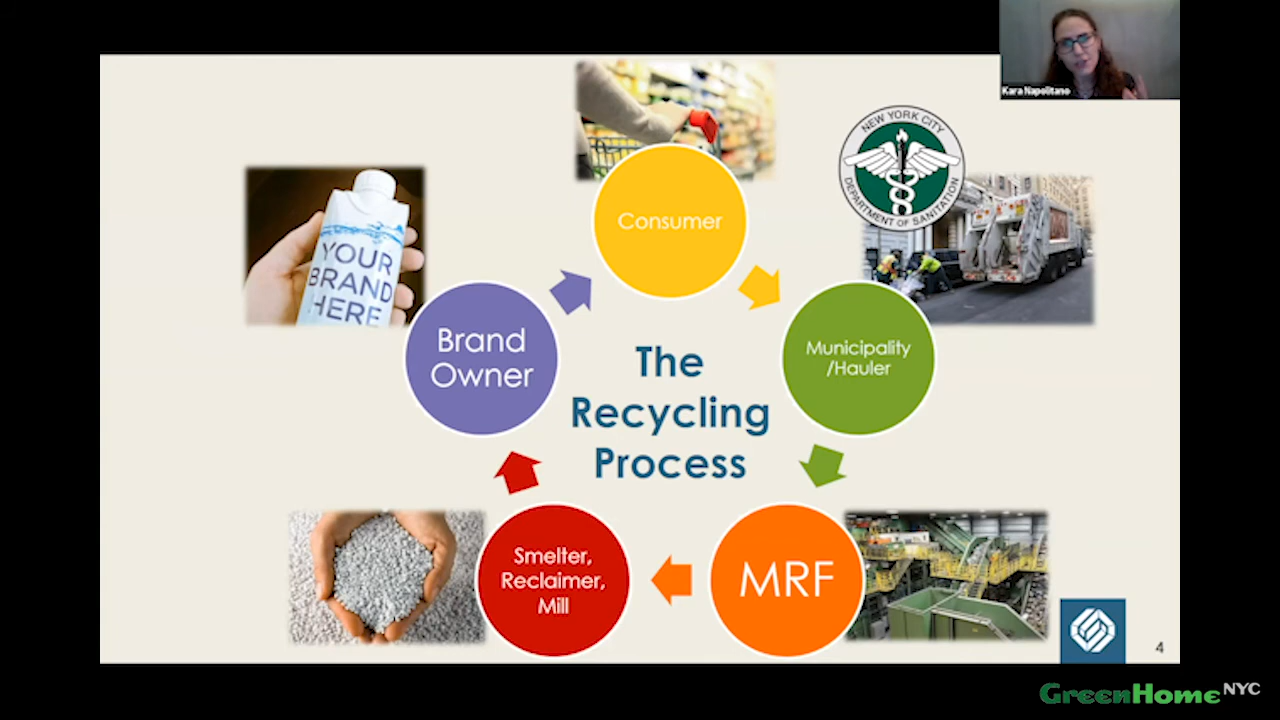 Kara Napolitano
NEW YORK CITY
DEPARTMENT OF SANITATION
YOUR
BRAND
HERE
Consumer
Brand
Owner
Municipality
/Hauler
The
Recycling
Process
Smelter,
Reclaimer,
Mill
MRF
4
GreenHomeNYC